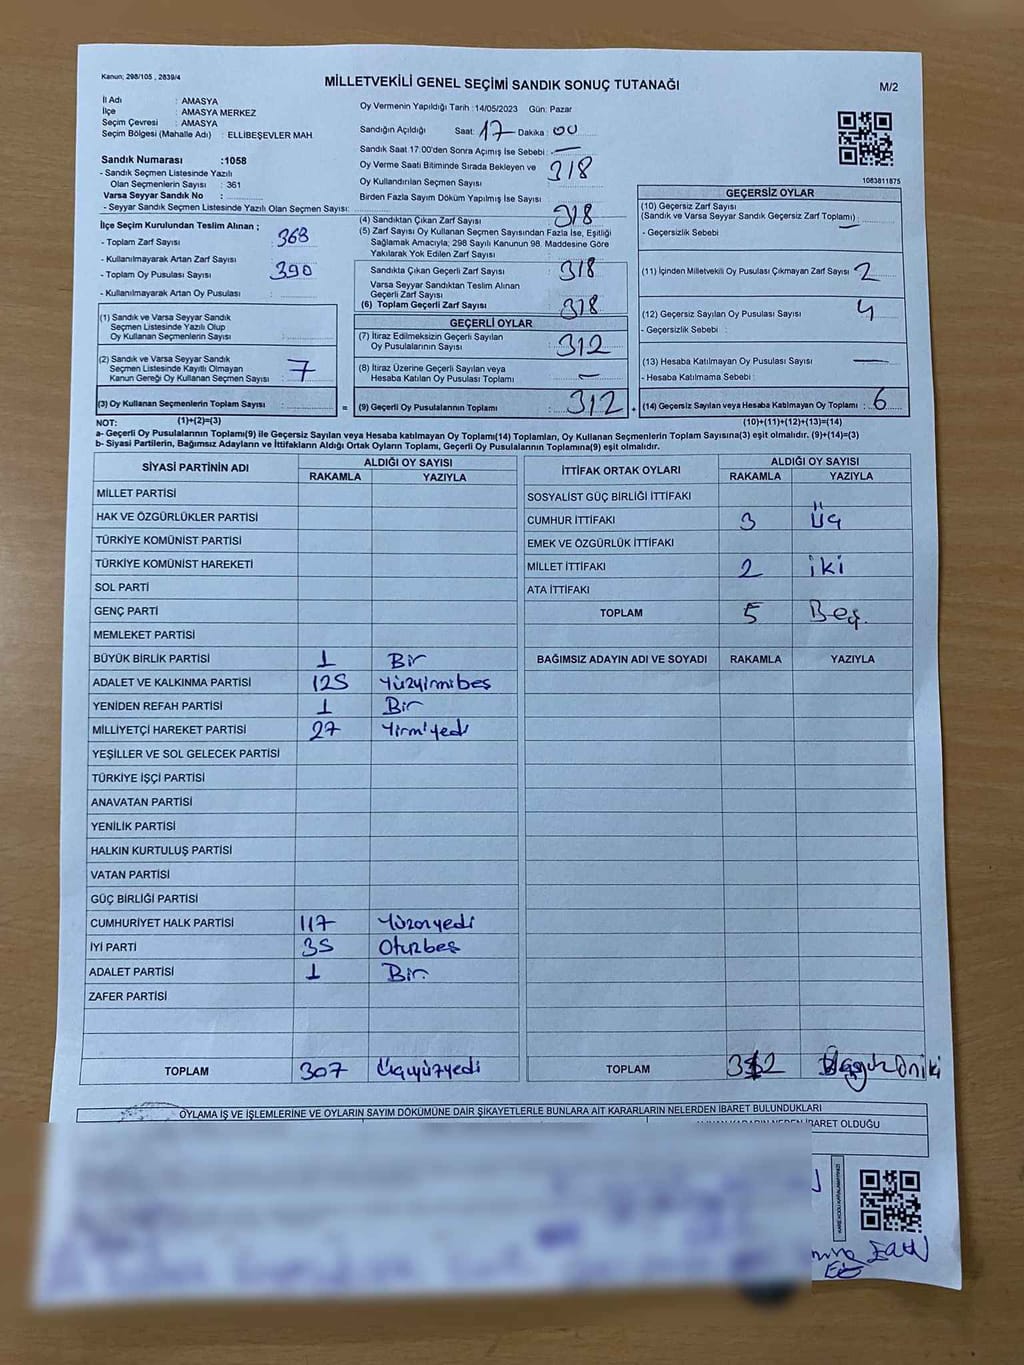 Kanun; 298/105 , 2839/4
MİLLETVEKİLİ GENEL SEÇİMİ SANDIK SONUÇ TUTANAĞI
M/2
İl Adı : AMASYA
İlçe : AMASYA MERKEZ
Seçim Çevresi : AMASYA
Seçim Bölgesi (Mahalle Adı) : ELLİBEŞEVLER MAH.
Sandık Numarası :1058
- Sandık Seçmen Listesinde Yazılı
Olan Seçmenlerin Sayısı : 361
Varsa Seyyar Sandık No :
- Seyyar Sandık Seçmen Listesinde Yazılı Olan Seçmen Sayısı:
İlçe Seçim Kurulundan Teslim Alınan ;
- Toplam Zarf Sayısı : 368
- Kullanılmayarak Artan Zarf Sayısı :
- Toplam Oy Pusulası Sayısı : 390
- Kullanılmayarak Artan Oy Pusulası :
(1) Sandık ve Varsa Seyyar Sandık
Seçmen Listesinde Yazılı Olup
Oy Kullanan Seçmenlerin Sayısı :
(2) Sandık ve Varsa Seyyar Sandık
Seçmen Listesinde Kayıtlı Olmayan
Kanun Gereği Oy Kullanan Seçmen Sayısı : 7
(3) Oy Kullanan Seçmenlerin Toplam Sayısı :
(1)+(2)=(3)
Oy Vermenin Yapıldığı Tarih :14/05/2023 Gün: Pazar
Sandığın Açıldığı Saat: 17 Dakika : 00
Sandık Saat 17:00'den Sonra Açımış İse Sebebi : —
Oy Verme Saati Bitiminde Sırada Bekleyen ve
Oy Kullandırılan Seçmen Sayısı : 318
Birden Fazla Sayım Döküm Yapılmış İse Sayısı :
(4) Sandıktan Çıkan Zarf Sayısı : 318
(5) Zarf Sayısı Oy Kullanan Seçmen Sayısından Fazla İse, Eşitliği
Sağlamak Amacıyla; 298 Sayılı Kanunun 98. Maddesine Göre
Yakılarak Yok Edilen Zarf Sayısı :
Sandıkta Çıkan Geçerli Zarf Sayısı : 318
Varsa Seyyar Sandıktan Teslim Alınan
Geçerli Zarf Sayısı :
(6) Toplam Geçerli Zarf Sayısı : 318
GEÇERLİ OYLAR
(7) İtiraz Edilmeksizin Geçerli Sayılan
Oy Pusulalarının Sayısı : 312
(8) İtiraz Üzerine Geçerli Sayılan veya
Hesaba Katılan Oy Pusulası Toplamı : —
= (9) Geçerli Oy Pusulalarının Toplamı : 312 +
1083811875
GEÇERSİZ OYLAR
(10) Geçersiz Zarf Sayısı
(Sandık ve Varsa Seyyar Sandık Geçersiz Zarf Toplamı) : —
- Geçersizlik Sebebi :
(11) İçinden Milletvekili Oy Pusulası Çıkmayan Zarf Sayısı : 2
(12) Geçersiz Sayılan Oy Pusulası Sayısı : 4
- Geçersizlik Sebebi :
(13) Hesaba Katılmayan Oy Pusulası Sayısı : —
- Hesaba Katılmama Sebebi :
(14) Geçersiz Sayılan veya Hesaba Katılmayan Oy Toplamı : 6
(10)+(11)+(12)+(13)=(14)
NOT:
a- Geçerli Oy Pusulalarının Toplamı(9) ile Geçersiz Sayılan veya Hesaba katılmayan Oy Toplamı(14) Toplamları, Oy Kullanan Seçmenlerin Toplam Sayısına(3) eşit olmalıdır. (9)+(14)=(3)
b- Siyasi Partilerin, Bağımsız Adayların ve İttifakların Aldığı Ortak Oyların Toplamı, Geçerli Oy Pusulalarının Toplamına(9) eşit olmalıdır.
SİYASİ PARTİNİN ADI ALDIĞI OY SAYISI
RAKAMLA YAZIYLA
MİLLET PARTİSİ
HAK VE ÖZGÜRLÜKLER PARTİSİ
TÜRKİYE KOMÜNİST PARTİSİ
TÜRKİYE KOMÜNİST HAREKETİ
SOL PARTİ
GENÇ PARTİ
MEMLEKET PARTİSİ
BÜYÜK BİRLİK PARTİSİ 1 Bir
ADALET VE KALKINMA PARTİSİ 125 Yüzyirmibeş
YENİDEN REFAH PARTİSİ 1 Bir
MİLLİYETÇİ HAREKET PARTİSİ 27 Yirmiyedi
YEŞİLLER VE SOL GELECEK PARTİSİ
TÜRKİYE İŞÇİ PARTİSİ
ANAVATAN PARTİSİ
YENİLİK PARTİSİ
HALKIN KURTULUŞ PARTİSİ
VATAN PARTİSİ
GÜÇ BİRLİĞİ PARTİSİ
CUMHURİYET HALK PARTİSİ 117 Yüzonyedi
İYİ PARTİ 35 Otuzbeş
ADALET PARTİSİ 1 Bir
ZAFER PARTİSİ
TOPLAM 307 Üçyüzyedi
İTTİFAK ORTAK OYLARI ALDIĞI OY SAYISI
RAKAMLA YAZIYLA
SOSYALİST GÜÇ BİRLİĞİ İTTİFAKI
CUMHUR İTTİFAKI 3 Üç
EMEK VE ÖZGÜRLÜK İTTİFAKI
MİLLET İTTİFAKI 2 iki
ATA İTTİFAKI
TOPLAM 5 Beş.
BAĞIMSIZ ADAYIN ADI VE SOYADI RAKAMLA YAZIYLA
TOPLAM 312 Üçyüzoniki
OYLAMA İŞ VE İŞLEMLERİNE VE OYLARIN SAYIM DÖKÜMÜNE DAİR ŞİKAYETLERLE BUNLARA AİT KARARLARIN NELERDEN İBARET BULUNDUKLARI
İBARET OLDUĞU